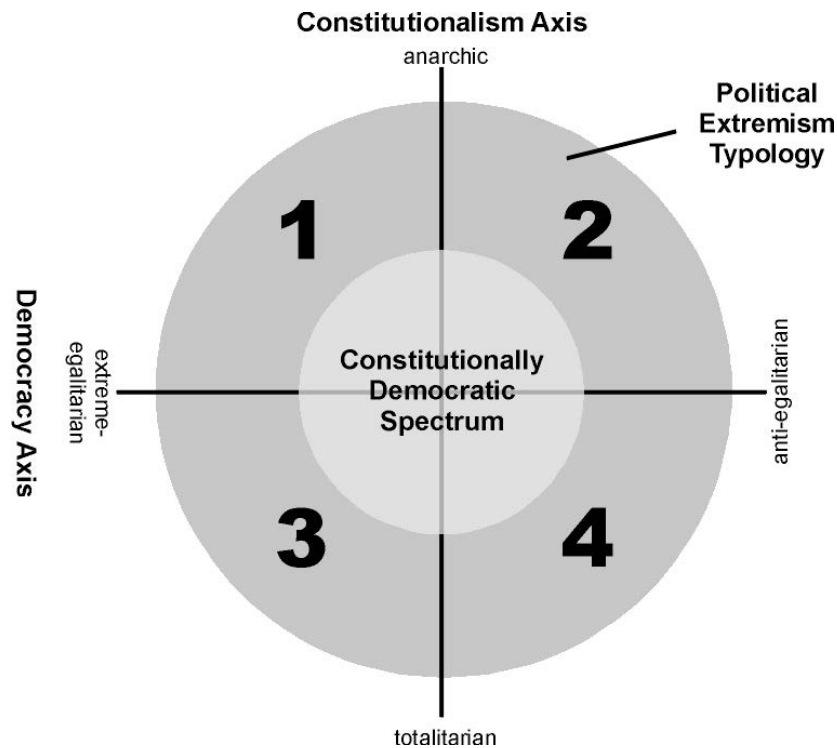 Constitutionalism Axis
anarchic
Political
Extremism
Typology
1
2
Democracy Axis
extreme-
egalitarian
Constitutionally
Democratic
Spectrum
anti-egalitarian
3
4
totalitarian